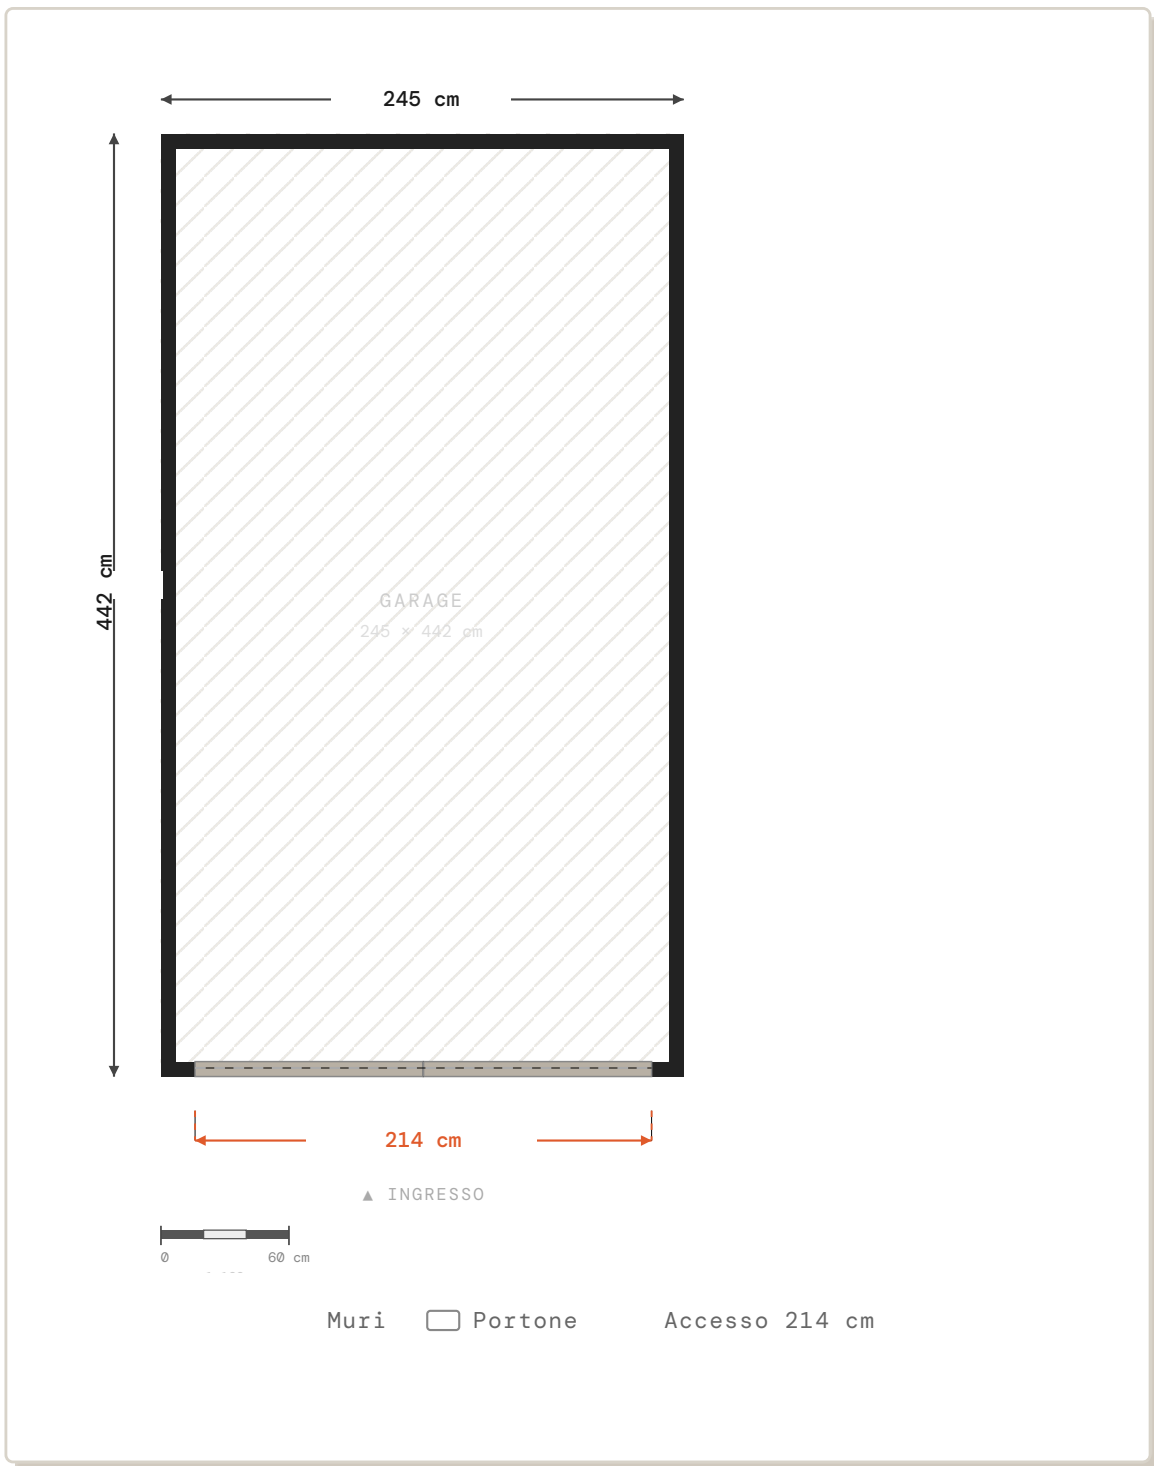 245 cm
442 cm
GARAGE
245 × 442 cm
214 cm
▲ INGRESSO
0 60 cm
Muri Portone Accesso 214 cm